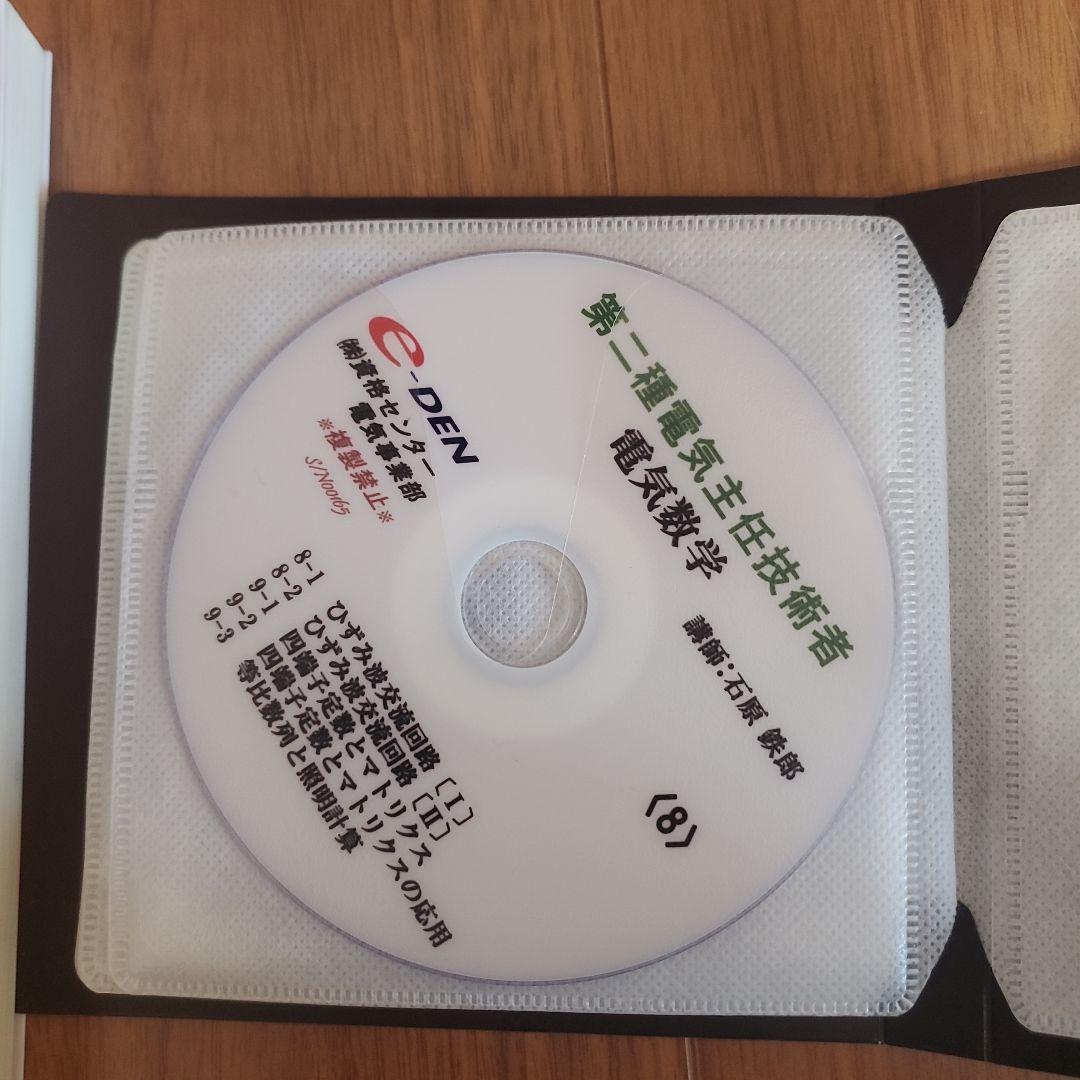 第二種電気主任技術者
電気数学
講師:石原 鉄郎
〈8〉
e-DEN
㈱資格センター
電気事業部
※複製禁止※
S/N00165
8-1 ひずみ波交流回路〔Ⅰ〕
8-2 ひずみ波交流回路〔Ⅱ〕
9-1 四端子定数とマトリクス
9-2 四端子定数とマトリクスの応用
9-3 等比数列と照明計算